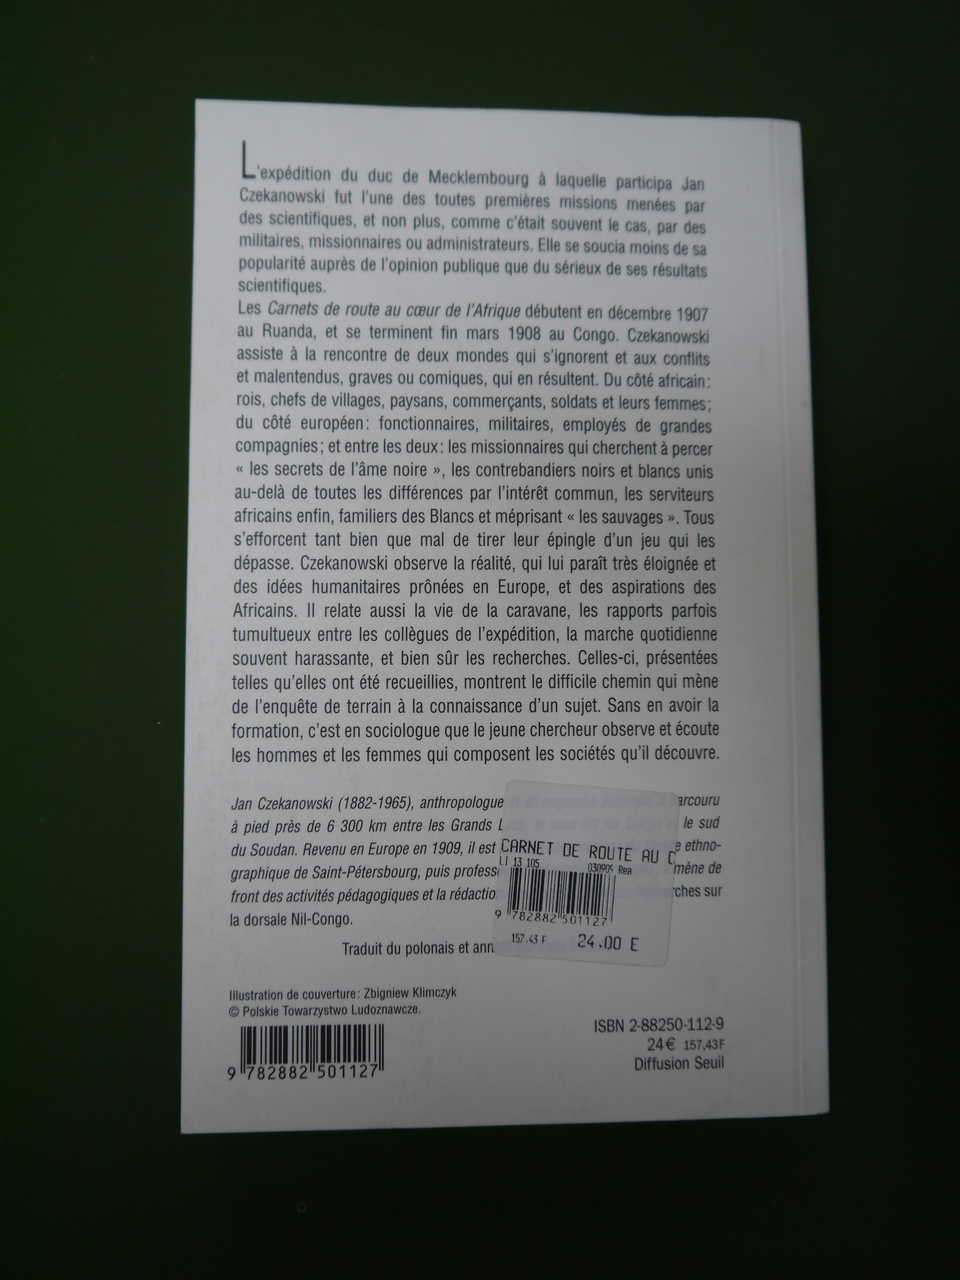 L'expédition du duc de Mecklembourg à laquelle participa Jan
Czekanowski fut l'une des toutes premières missions menées par
des scientifiques, et non plus, comme c'était souvent le cas, par des
militaires, missionnaires ou administrateurs. Elle se soucia moins de sa
popularité auprès de l'opinion publique que du sérieux de ses résultats
scientifiques.
Les Carnets de route au cœur de l'Afrique débutent en décembre 1907
au Ruanda, et se terminent fin mars 1908 au Congo. Czekanowski
assiste à la rencontre de deux mondes qui s'ignorent et aux conflits
et malentendus, graves ou comiques, qui en résultent. Du côté africain:
rois, chefs de villages, paysans, commerçants, soldats et leurs femmes;
du côté européen: fonctionnaires, militaires, employés de grandes
compagnies; et entre les deux: les missionnaires qui cherchent à percer
« les secrets de l'âme noire », les contrebandiers noirs et blancs unis
au-delà de toutes les différences par l'intérêt commun, les serviteurs
africains enfin, familiers des Blancs et méprisant « les sauvages ». Tous
s'efforcent tant bien que mal de tirer leur épingle d'un jeu qui les
dépasse. Czekanowski observe la réalité, qui lui paraît très éloignée et
des idées humanitaires prônées en Europe, et des aspirations des
Africains. Il relate aussi la vie de la caravane, les rapports parfois
tumultueux entre les collègues de l'expédition, la marche quotidienne
souvent harassante, et bien sûr les recherches. Celles-ci, présentées
telles qu'elles ont été recueillies, montrent le difficile chemin qui mène
de l'enquête de terrain à la connaissance d'un sujet. Sans en avoir la
formation, c'est en sociologue que le jeune chercheur observe et écoute
les hommes et les femmes qui composent les sociétés qu'il découvre.
Jan Czekanowski (1882-1965), anthropologue arcouru
à pied près de 6 300 km entre les Grands L le sud
du Soudan. Revenu en Europe en 1909, il est e ethno-
graphique de Saint-Pétersbourg, puis profess mène de
front des activités pédagogiques et la rédactio ches sur
la dorsale Nil-Congo.
Traduit du polonais et ann
CARNET DE ROUTE AU C
LI 13 105 030905 Rea
9 782882 501127
157.43 F 24.00 E
Illustration de couverture: Zbigniew Klimczyk
© Polskie Towarzystwo Ludoznawcze.
9 782882 501127
ISBN 2-88250-112-9
24€ 157,43F
Diffusion Seuil